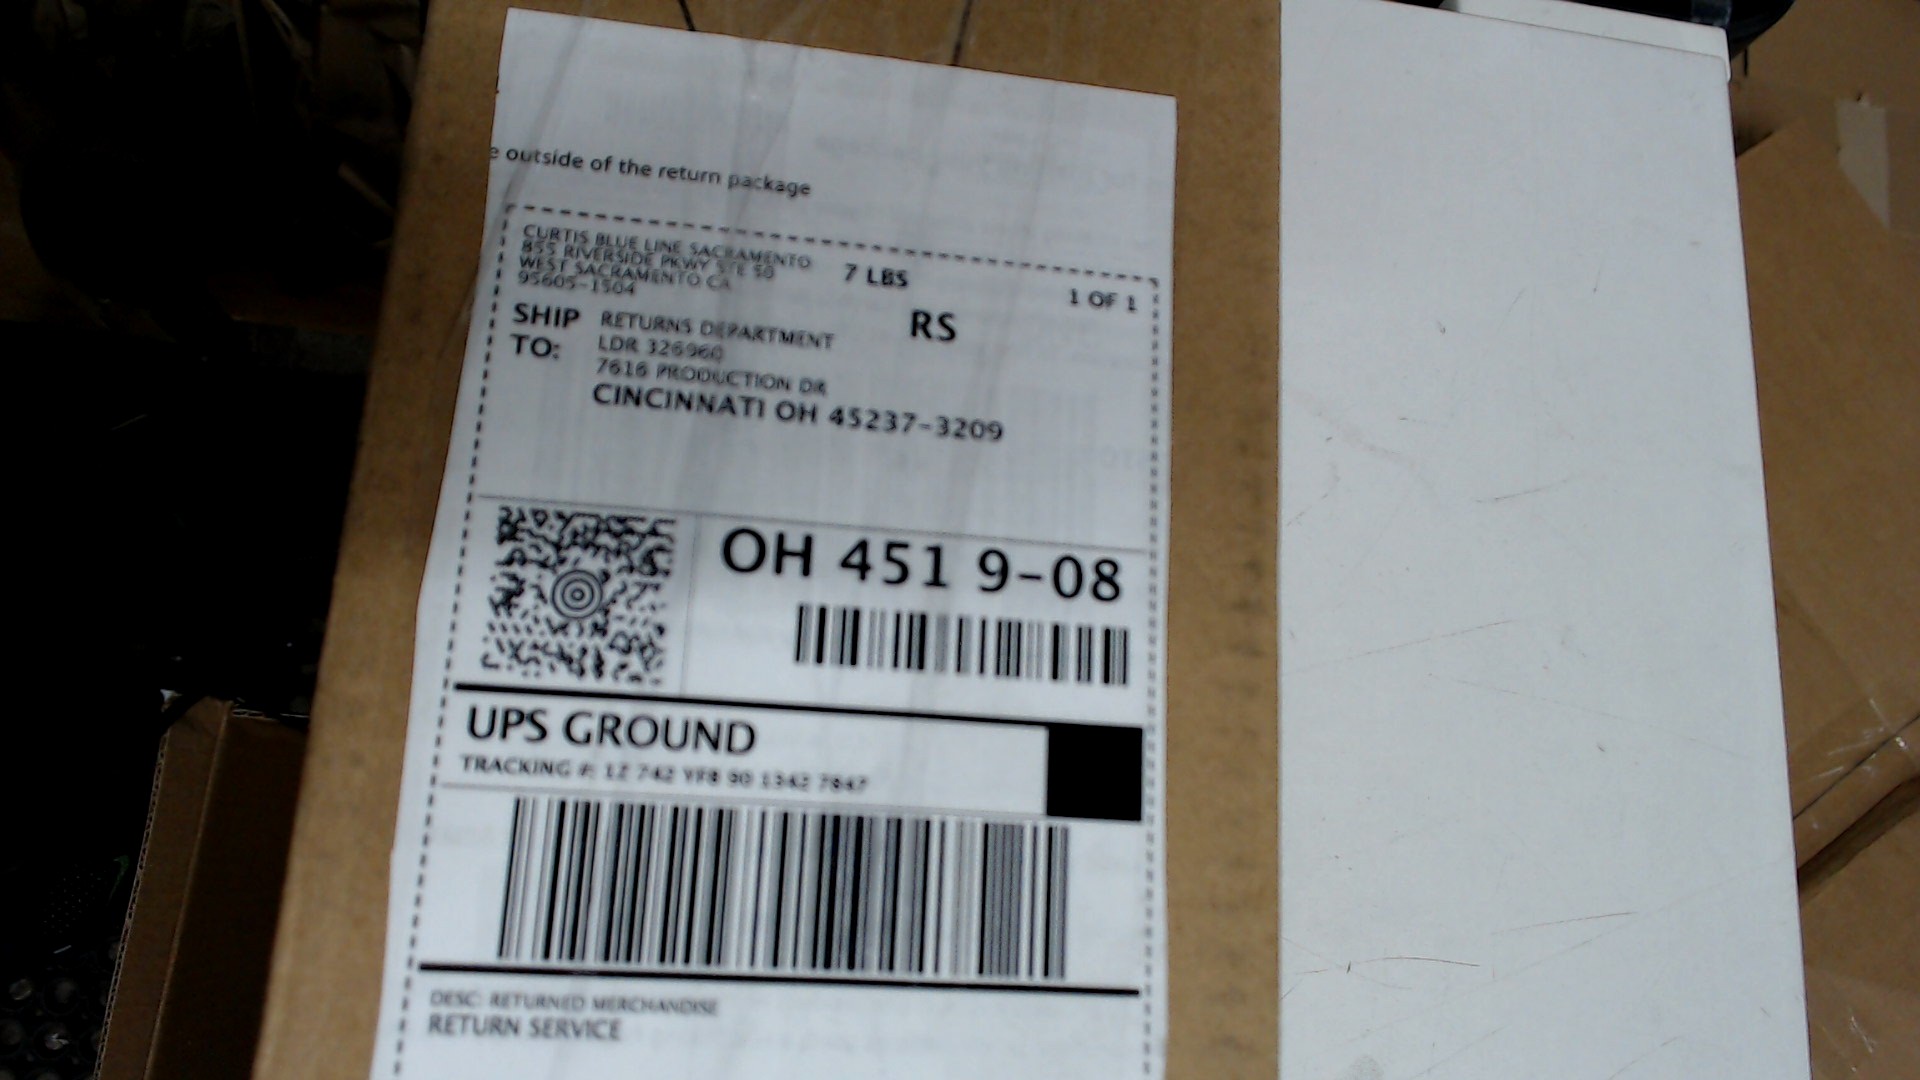 outside of the return package
CURTIS BLUE LINE SACRAMENTO
855 RIVERSIDE PKWY STE 50
WEST SACRAMENTO CA
95605-1504
7 LBS
1 OF 1
RS
SHIP TO:
RETURNS DEPARTMENT
LDR 326960
7616 PRODUCTION DR
CINCINNATI OH 45237-3209
OH 451 9-08
UPS GROUND
TRACKING #: 1Z 742 YF8 90 1342 7847
DESC: RETURNED MERCHANDISE
RETURN SERVICE